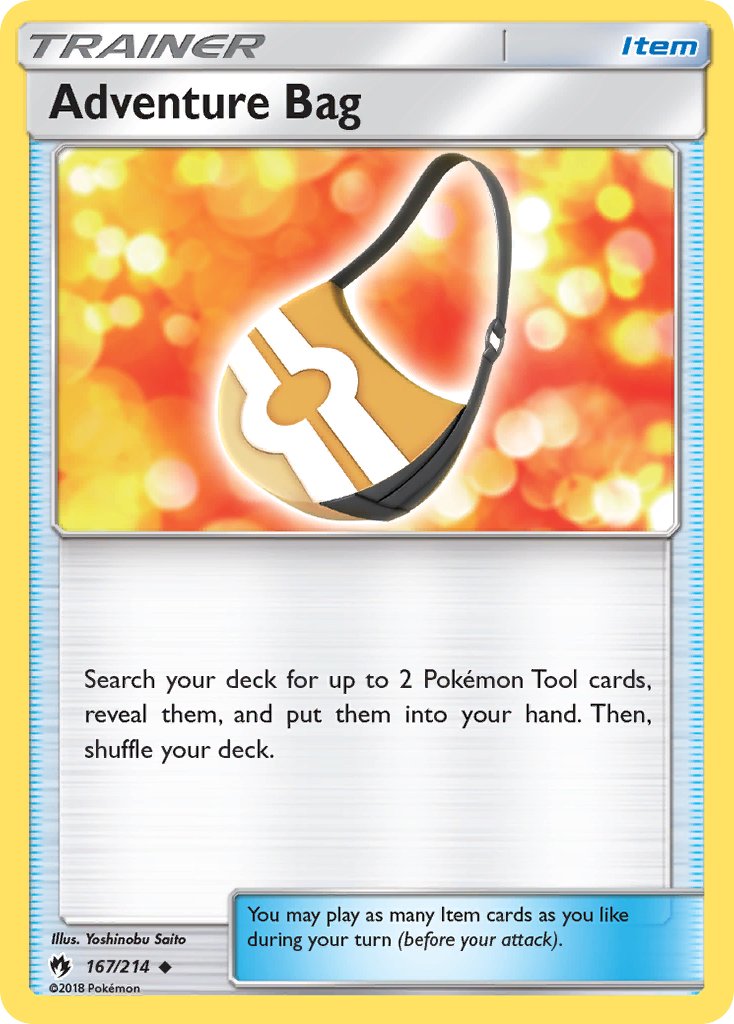 TRAINER
Item
Adventure Bag
Search your deck for up to 2 Pokémon Tool cards,
reveal them, and put them into your hand. Then,
shuffle your deck.
You may play as many Item cards as you like
during your turn (before your attack).
Illus. Yoshinobu Saito
167/214 ◆
©2018 Pokémon